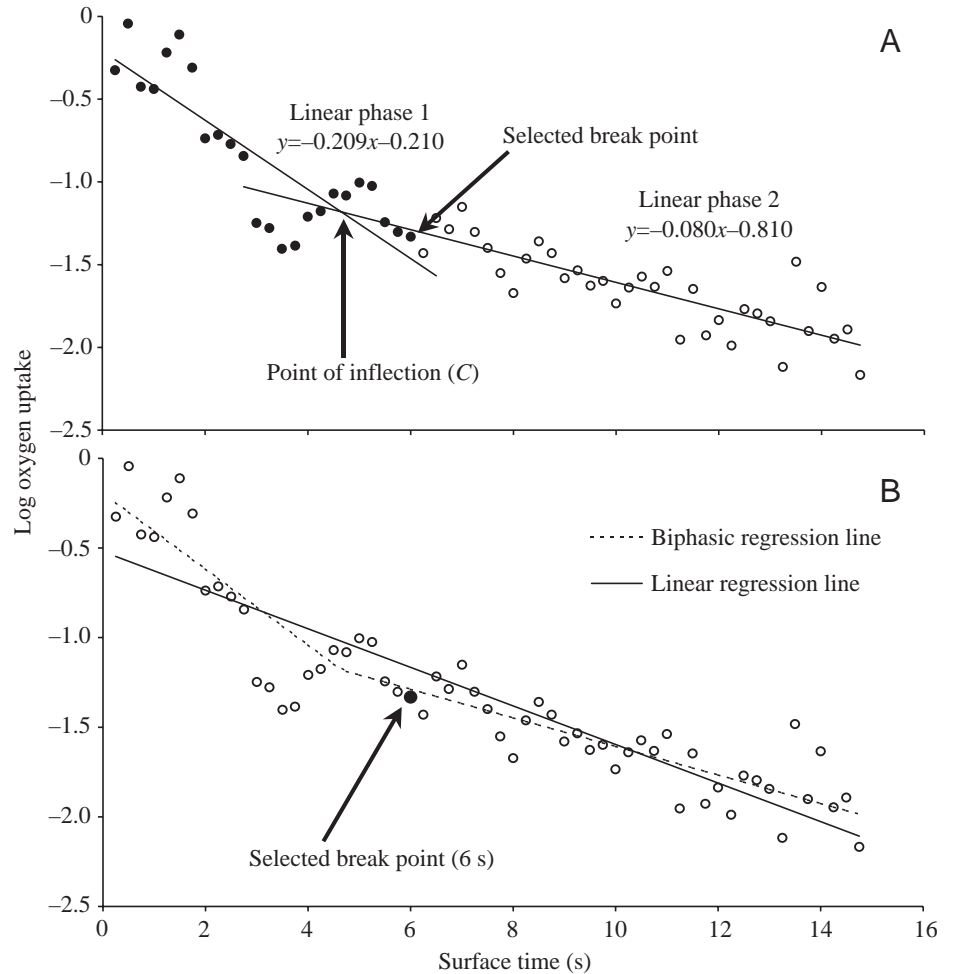 0
–0.5
–1.0
–1.5
–2.0
–2.5
A
Linear phase 1
y=–0.209x–0.210
Selected break point
Linear phase 2
y=–0.080x–0.810
Point of inflection (C)
Log oxygen uptake
0
–0.5
–1.0
–1.5
–2.0
–2.5
B
Biphasic regression line
Linear regression line
Selected break point (6 s)
0 2 4 6 8 10 12 14 16
Surface time (s)